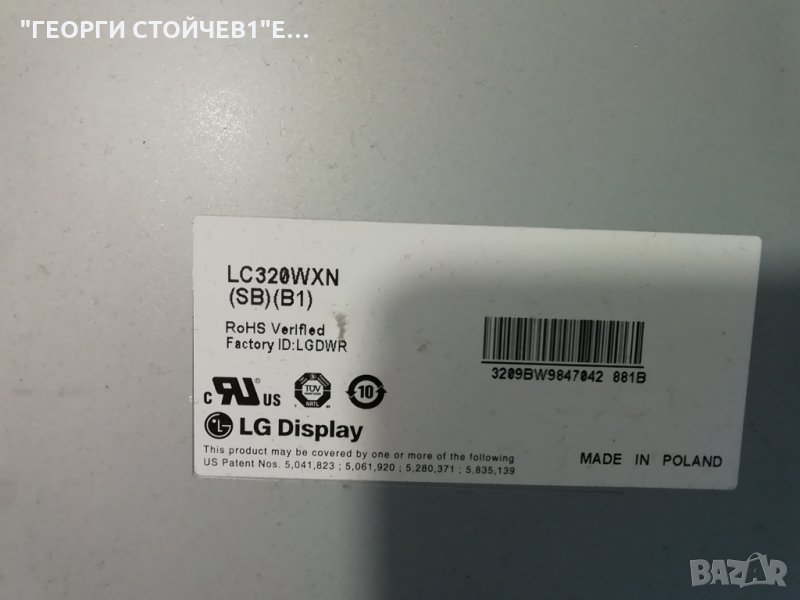 "ГЕОРГИ СТОЙЧЕВ1"Е...
LC320WXN
(SB)(B1)
RoHS Verified
Factory ID:LGDWR
3209BW9847042 881B
c RU US
TÜV
10
LG Display
This product may be covered by one or more of the following
US Patent Nos. 5,041,823 ; 5,061,920 ; 5,280,371 ; 5,835,139
MADE IN POLAND
BAZAR